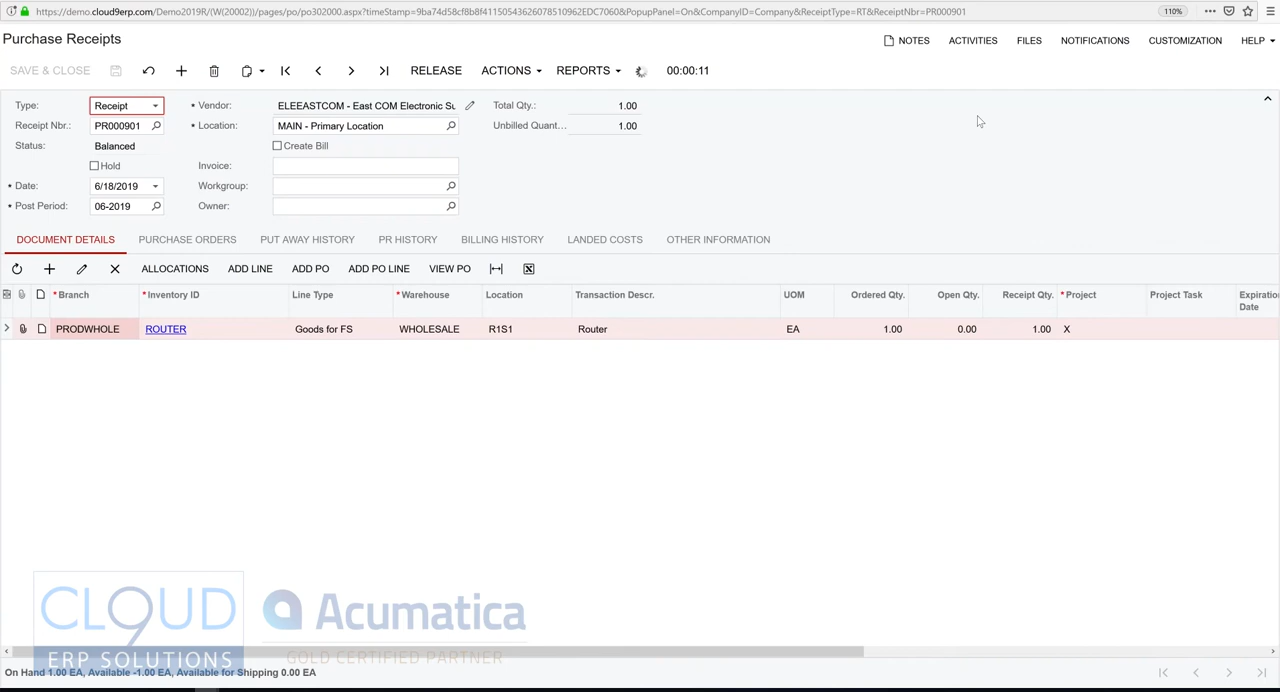 https://demo.cloud9erp.com/Demo2019R/(W(20002))/pages/po/po302000.aspx?timeStamp=9ba74d58cf8b8f41150543626078510962EDC7060&PopupPanel=On&CompanyID=Company&ReceiptType=RT&ReceiptNbr=PR000901 110%
Purchase Receipts NOTES ACTIVITIES FILES NOTIFICATIONS CUSTOMIZATION HELP
SAVE & CLOSE RELEASE ACTIONS REPORTS 00:00:11
Type: Receipt • Vendor: ELEEASTCOM - East COM Electronic Su Total Qty.: 1.00
Receipt Nbr.: PR000901 • Location: MAIN - Primary Location Unbilled Quant... 1.00
Status: Balanced Create Bill
Hold Invoice:
• Date: 6/18/2019 Workgroup:
• Post Period: 06-2019 Owner:
DOCUMENT DETAILS PURCHASE ORDERS PUT AWAY HISTORY PR HISTORY BILLING HISTORY LANDED COSTS OTHER INFORMATION
ALLOCATIONS ADD LINE ADD PO ADD PO LINE VIEW PO
*Branch *Inventory ID Line Type *Warehouse Location Transaction Descr. UOM Ordered Qty. Open Qty. Receipt Qty. *Project Project Task Expiratio
Date
PRODWHOLE ROUTER Goods for FS WHOLESALE R1S1 Router EA 1.00 0.00 1.00 X
CLOUD 9 Acumatica
ERP SOLUTIONS GOLD CERTIFIED PARTNER
On Hand 1.00 EA, Available -1.00 EA, Available for Shipping 0.00 EA